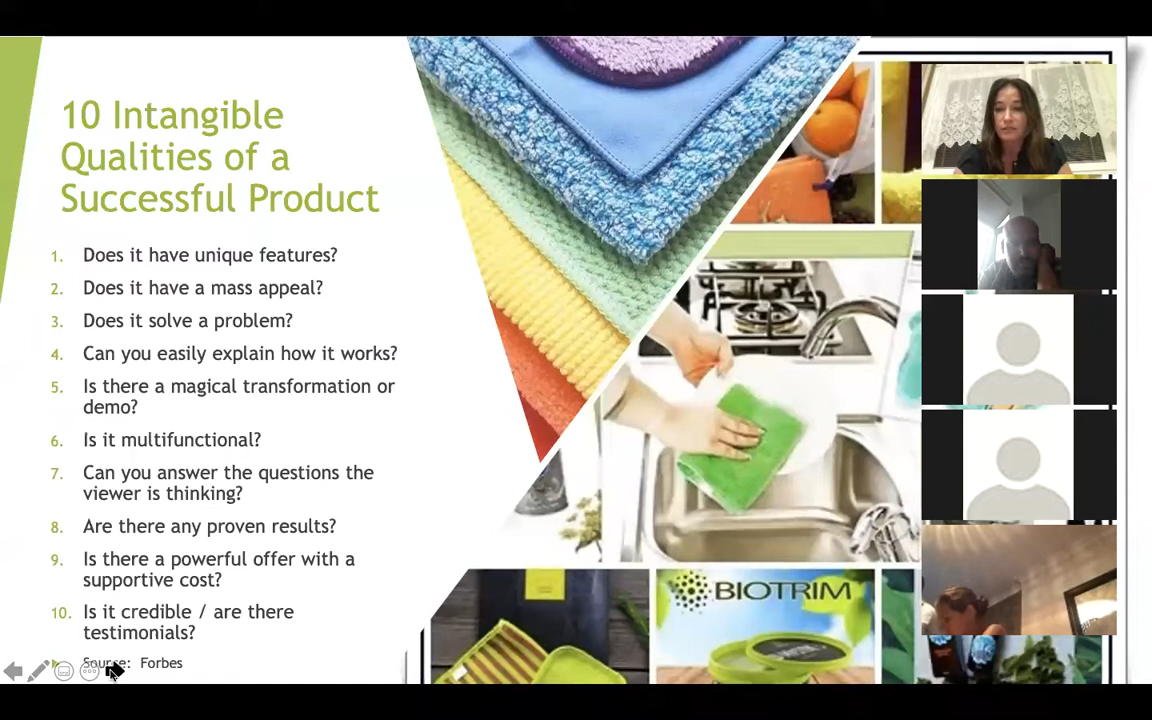 10 Intangible
Qualities of a
Successful Product
1. Does it have unique features?
2. Does it have a mass appeal?
3. Does it solve a problem?
4. Can you easily explain how it works?
5. Is there a magical transformation or
demo?
6. Is it multifunctional?
7. Can you answer the questions the
viewer is thinking?
8. Are there any proven results?
9. Is there a powerful offer with a
supportive cost?
10. Is it credible / are there
testimonials?
Source: Forbes
BIOTRIM